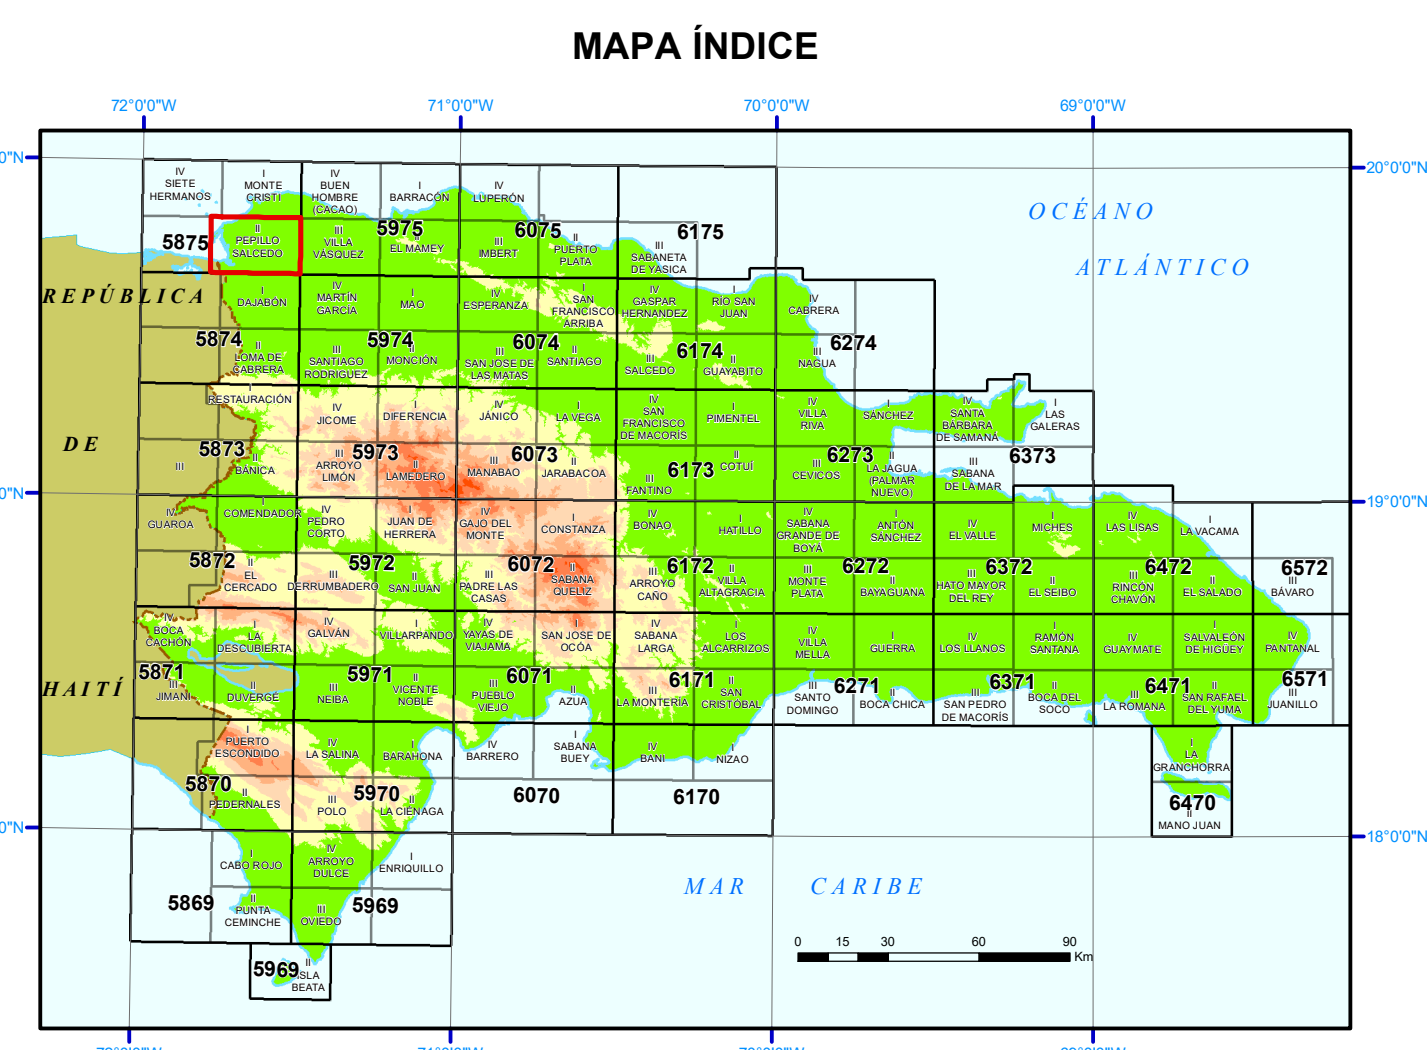 MAPA ÍNDICE
72°0'0"W
71°0'0"W
70°0'0"W
69°0'0"W
0"N
20°0'0"N
IV
SIETE
HERMANOS
I
MONTE
CRISTI
IV
BUEN
HOMBRE
(CACAO)
I
BARRACÓN
IV
LUPERÓN
OCÉANO
ATLÁNTICO
5875
II
PEPILLO
SALCEDO
III
VILLA
VÁSQUEZ
5975
II
EL MAMEY
III
IMBERT
6075
II
PUERTO
PLATA
III
SABANETA
DE YÁSICA
6175
REPÚBLICA
I
DAJABÓN
IV
MARTÍN
GARCÍA
I
MAO
IV
ESPERANZA
I
SAN
FRANCISCO
ARRIBA
IV
GASPAR
HERNANDEZ
I
RÍO SAN
JUAN
IV
CABRERA
5874
II
LOMA DE
CABRERA
III
SANTIAGO
RODRIGUEZ
5974
II
MONCIÓN
III
SAN JOSE DE
LAS MATAS
6074
II
SANTIAGO
III
SALCEDO
6174
II
GUAYABITO
III
NAGUA
6274
I
RESTAURACIÓN
IV
JICOME
I
DIFERENCIA
IV
JÁNICO
I
LA VEGA
IV
SAN
FRANCISCO
DE MACORÍS
I
PIMENTEL
IV
VILLA
RIVA
I
SÁNCHEZ
IV
SANTA
BÁRBARA
DE SAMANÁ
I
LAS
GALERAS
DE
III
5873
II
BÁNICA
III
ARROYO
LIMÓN
5973
II
LAMEDERO
III
MANABAO
6073
II
JARABACOA
III
FANTINO
6173
II
COTUÍ
III
CEVICOS
6273
II
LA JAGUA
(PALMAR
NUEVO)
III
SABANA
DE LA MAR
6373
0"N
19°0'0"N
IV
GUAROA
I
COMENDADOR
IV
PEDRO
CORTO
I
JUAN DE
HERRERA
IV
GAJO DEL
MONTE
I
CONSTANZA
IV
BONAO
I
HATILLO
IV
SABANA
GRANDE DE
BOYÁ
I
ANTÓN
SÁNCHEZ
IV
EL VALLE
I
MICHES
IV
LAS LISAS
I
LA VACAMA
5872
II
EL
CERCADO
III
DERRUMBADERO
5972
II
SAN JUAN
III
PADRE LAS
CASAS
6072
II
SABANA
QUELIZ
III
ARROYO
CAÑO
6172
II
VILLA
ALTAGRACIA
III
MONTE
PLATA
6272
II
BAYAGUANA
III
HATO MAYOR
DEL REY
6372
II
EL SEIBO
III
RINCÓN
CHAVÓN
6472
II
EL SALADO
6572
III
BÁVARO
IV
BOCA
CACHÓN
I
LA
DESCUBIERTA
IV
GALVÁN
I
VILLARPANDO
IV
YAYAS DE
VIAJAMA
I
SAN JOSE DE
OCOA
IV
SABANA
LARGA
I
LOS
ALCARRIZOS
IV
VILLA
MELLA
I
GUERRA
IV
LOS LLANOS
I
RAMÓN
SANTANA
IV
GUAYMATE
I
SALVALEÓN
DE HIGÜEY
IV
PANTANAL
HAITÍ
5871
III
JIMANI
II
DUVERGÉ
III
NEIBA
5971
II
VICENTE
NOBLE
III
PUEBLO
VIEJO
6071
II
AZUA
III
LA MONTERÍA
6171
II
SAN
CRISTÓBAL
III
SANTO
DOMINGO
6271
II
BOCA CHICA
III
SAN PEDRO
DE MACORÍS
6371
II
BOCA DEL
SOCO
III
LA ROMANA
6471
II
SAN RAFAEL
DEL YUMA
6571
III
JUANILLO
I
PUERTO
ESCONDIDO
IV
LA SALINA
I
BARAHONA
IV
BARRERO
I
SABANA
BUEY
IV
BANI
I
NIZAO
I
LA
GRANCHORRA
5870
II
PEDERNALES
III
POLO
5970
II
LA CIÉNAGA
6070
6170
6470
II
MANO JUAN
0"N
18°0'0"N
I
CABO ROJO
IV
ARROYO
DULCE
I
ENRIQUILLO
MAR CARIBE
5869
II
PUNTA
CEMINCHE
III
OVIEDO
5969
0 15 30 60 90
Km
5969
II
ISLA
BEATA